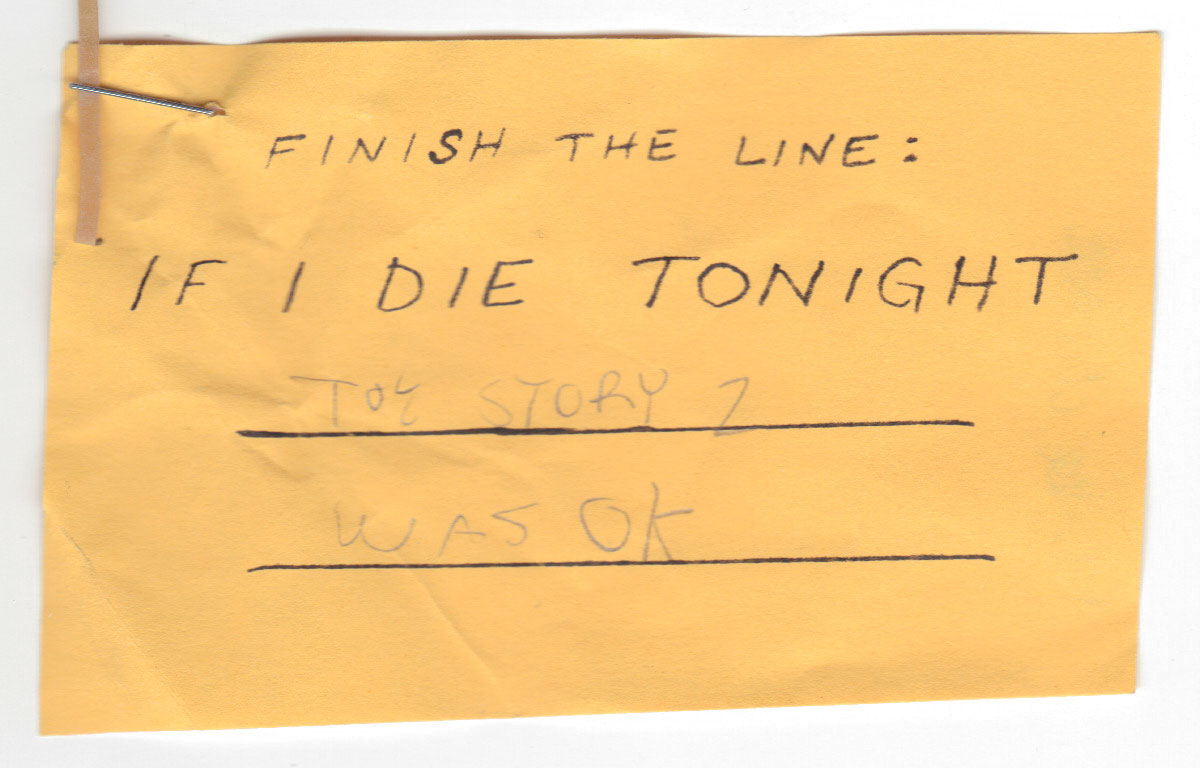 FINISH THE LINE:
IF I DIE TONIGHT
TOY STORY 2
WAS OK